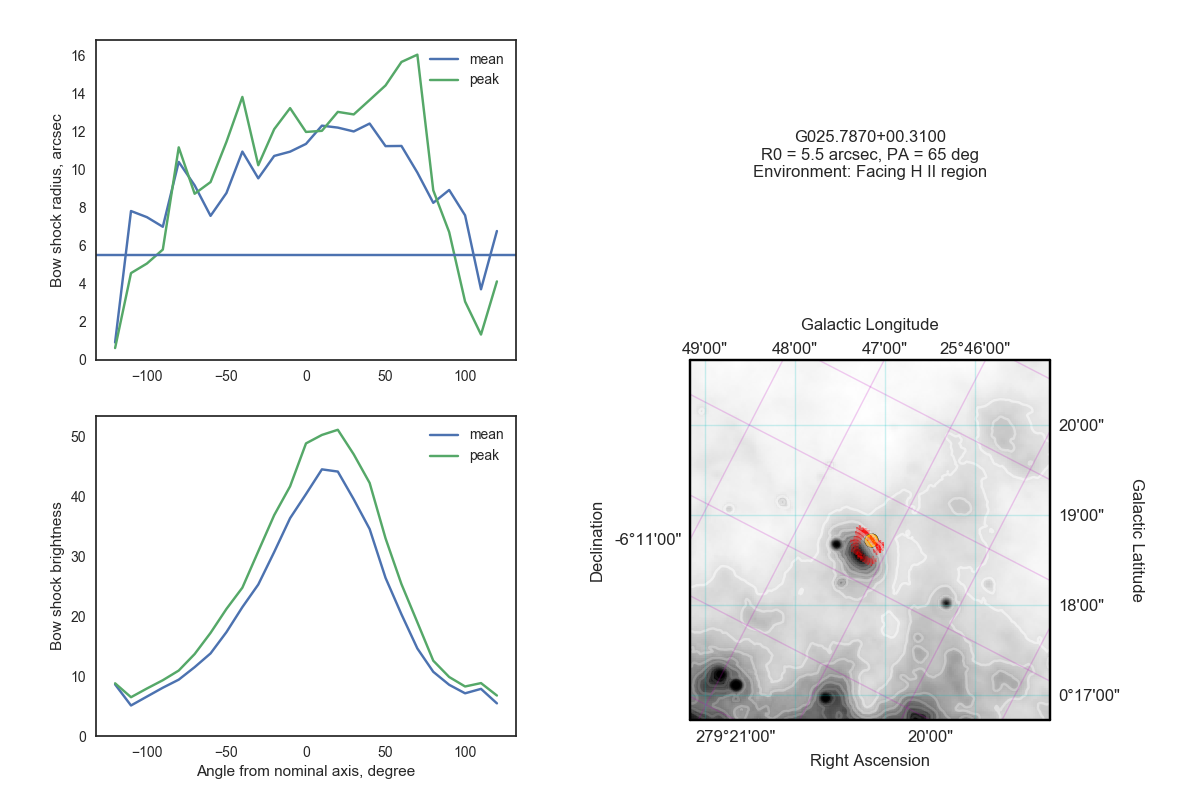 16
14
12
10
8
6
4
2
0
Bow shock radius, arcsec
mean
peak
−100
−50
0
50
100
50
40
30
20
10
0
Bow shock brightness
mean
peak
−100
−50
0
50
100
Angle from nominal axis, degree
G025.7870+00.3100
R0 = 5.5 arcsec, PA = 65 deg
Environment: Facing H II region
Galactic Longitude
49'00"
48'00"
47'00"
25°46'00"
20'00"
19'00"
18'00"
0°17'00"
Galactic Latitude
Declination
-6°11'00"
279°21'00"
20'00"
Right Ascension